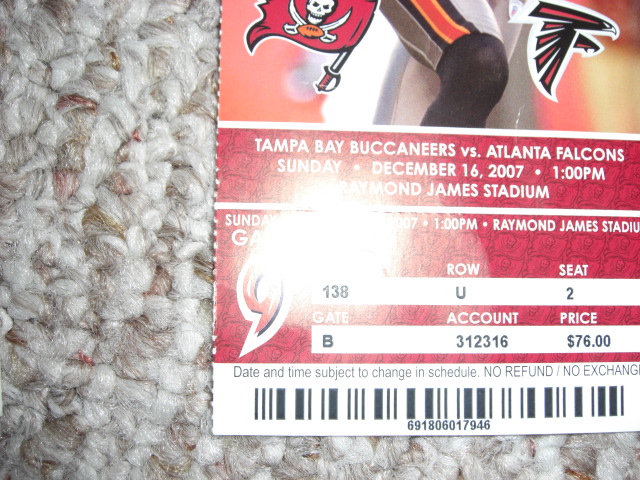 TAMPA BAY BUCCANEERS vs. ATLANTA FALCONS
SUNDAY • DECEMBER 16, 2007 • 1:00PM
RAYMOND JAMES STADIUM
SUNDAY 2007 • 1:00PM • RAYMOND JAMES STADIU
GA
ROW SEAT
138 U 2
GATE ACCOUNT PRICE
B 312316 $76.00
Date and time subject to change in schedule. NO REFUND / NO EXCHANG
691806017946